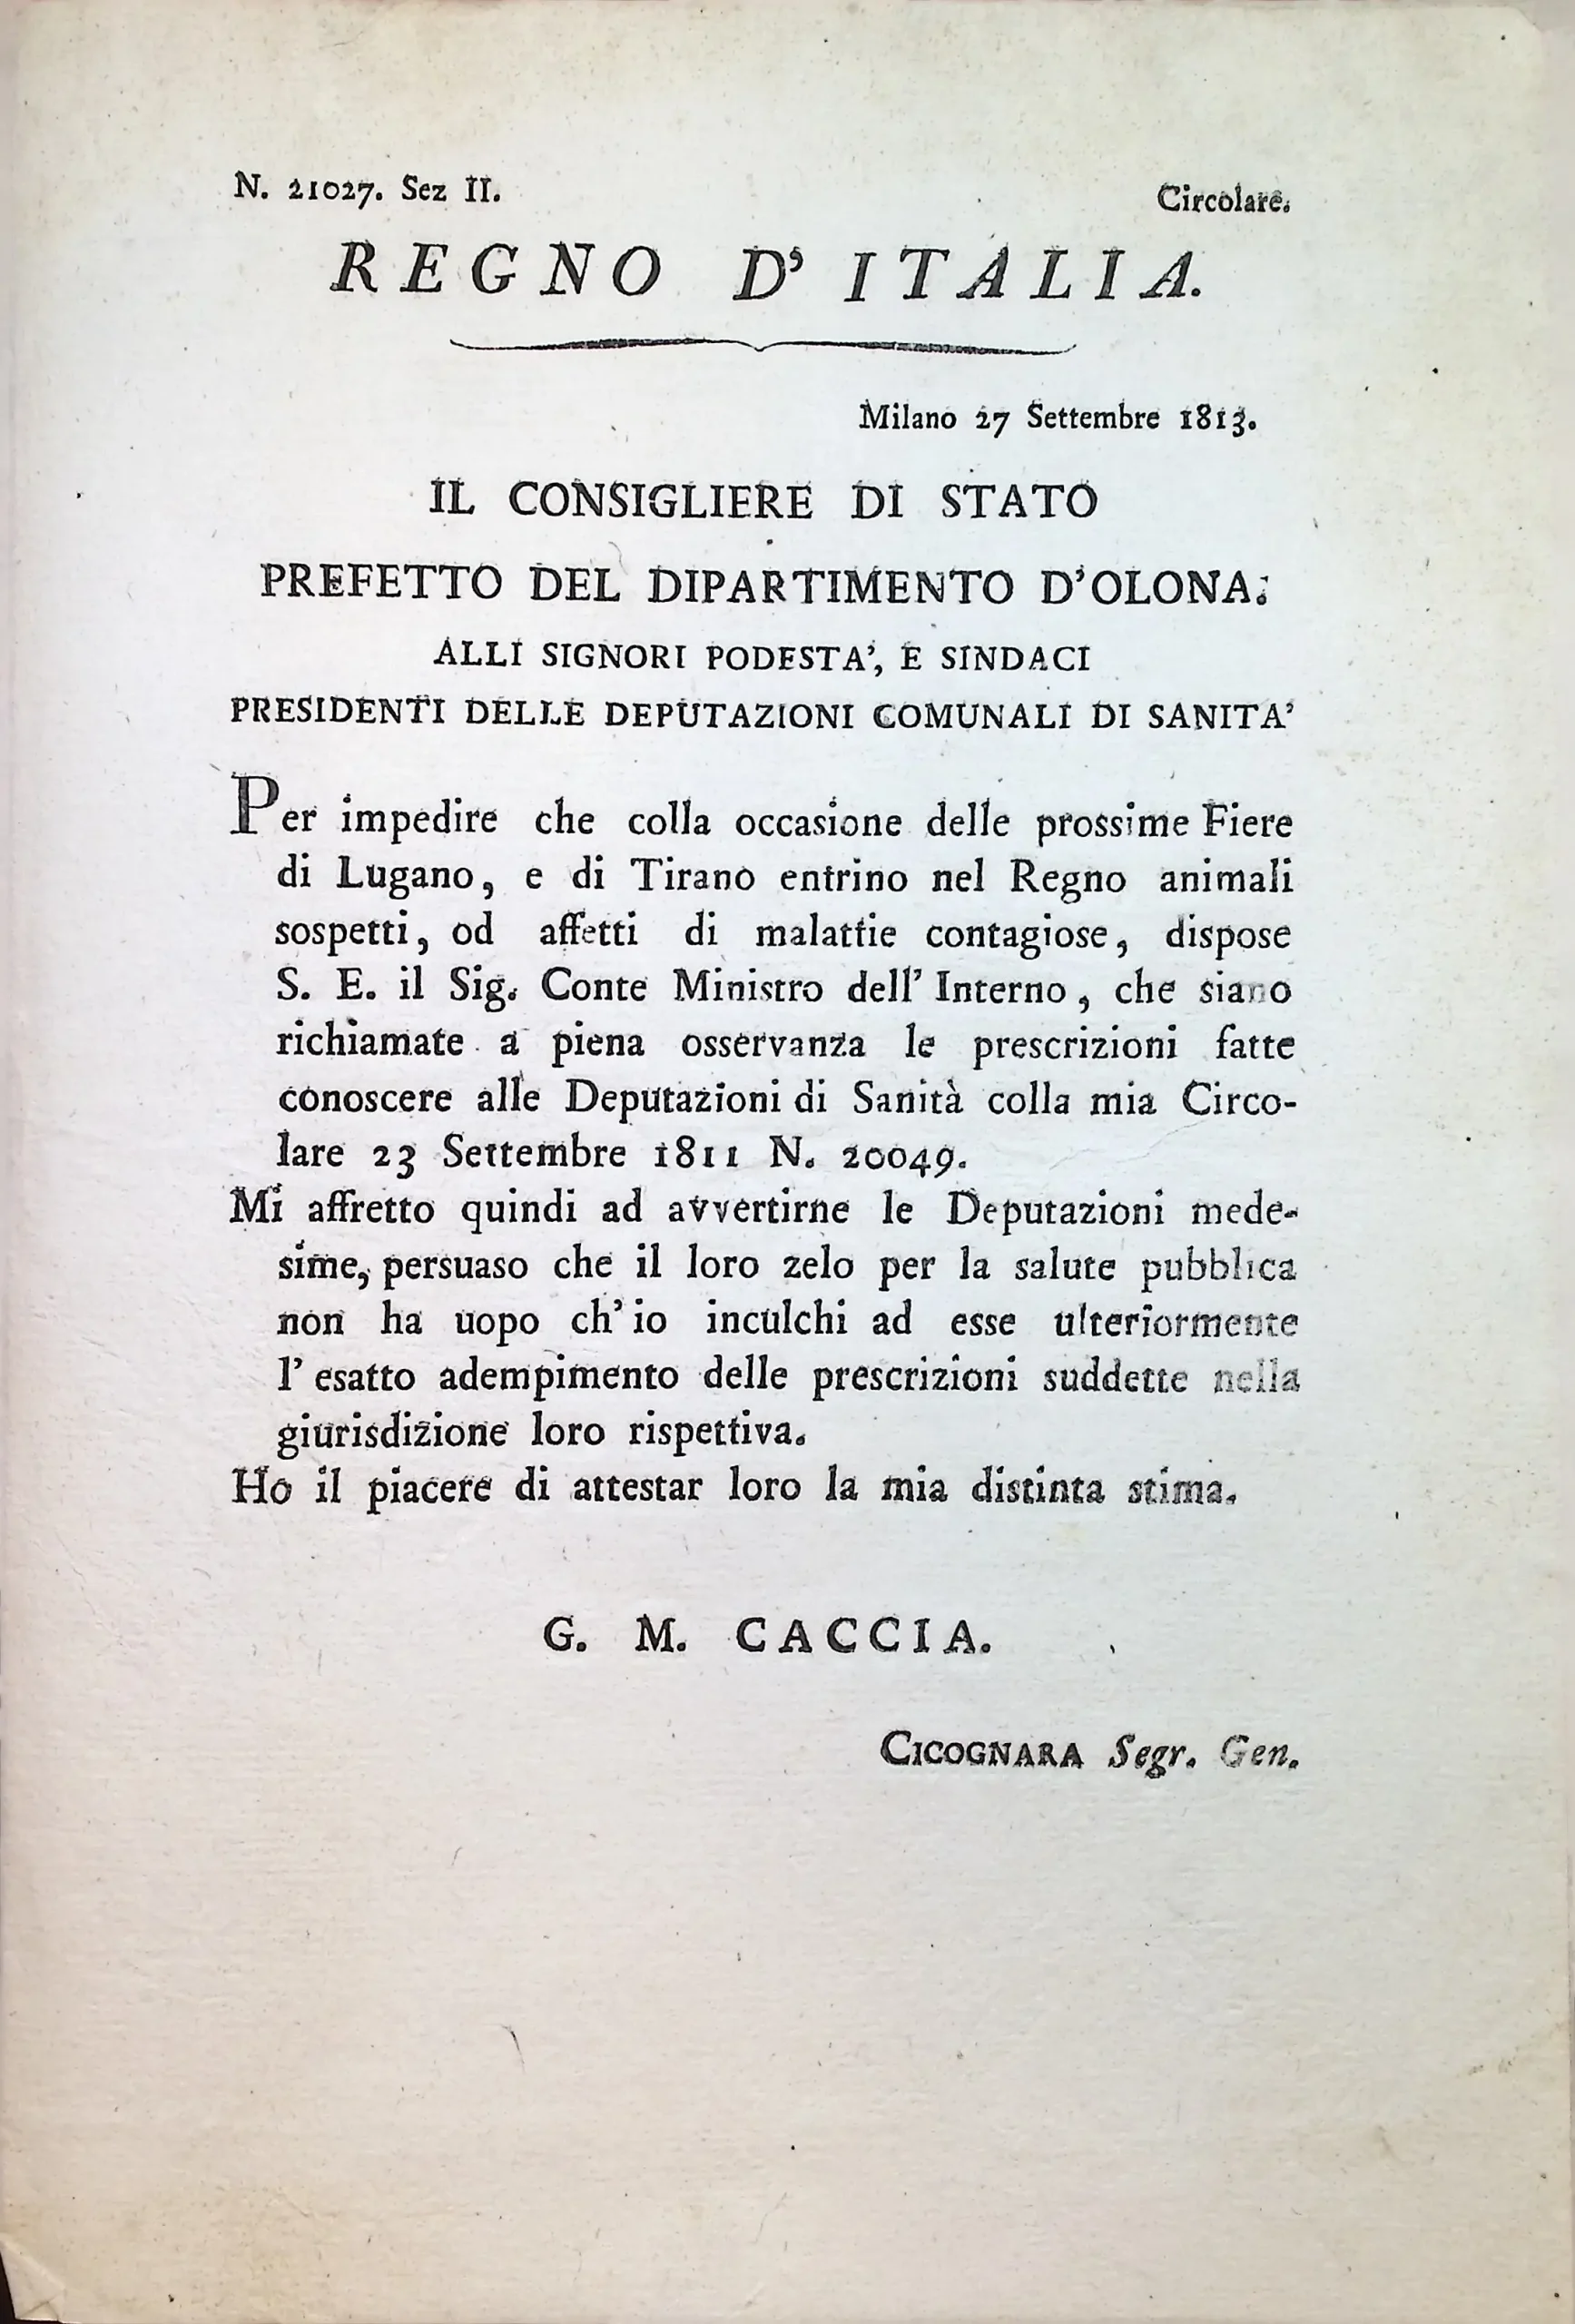 N. 21027. Sez II.
Circolare.
REGNO D' ITALIA.
Milano 27 Settembre 1813.
IL CONSIGLIERE DI STATO
PREFETTO DEL DIPARTIMENTO D'OLONA:
ALLI SIGNORI PODESTA', E SINDACI
PRESIDENTI DELLE DEPUTAZIONI COMUNALI DI SANITA'
Per impedire che colla occasione delle prossime Fiere
di Lugano, e di Tirano entrino nel Regno animali
sospetti, od affetti di malattie contagiose, dispose
S. E. il Sig. Conte Ministro dell' Interno, che siano
richiamate a piena osservanza le prescrizioni fatte
conoscere alle Deputazioni di Sanità colla mia Circo-
lare 23 Settembre 1811 N. 20049.
Mi affretto quindi ad avvertirne le Deputazioni mede-
sime, persuaso che il loro zelo per la salute pubblica
non ha uopo ch' io inculchi ad esse ulteriormente
l' esatto adempimento delle prescrizioni suddette nella
giurisdizione loro rispettiva.
Ho il piacere di attestar loro la mia distinta stima.
G. M. CACCIA.
CICOGNARA Segr. Gen.